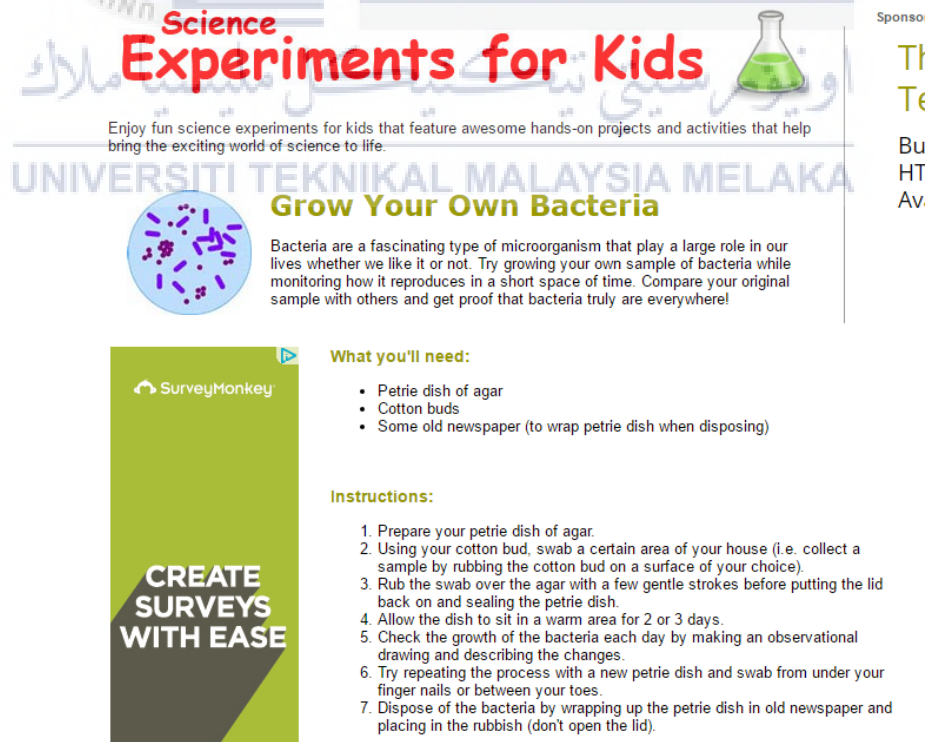 Science
Experiments for Kids
Sponso
Th
Te
Bu
HT
Ava
Enjoy fun science experiments for kids that feature awesome hands-on projects and activities that help
bring the exciting world of science to life.
UNIVERSITI TEKNIKAL MALAYSIA MELAKA
Grow Your Own Bacteria
Bacteria are a fascinating type of microorganism that play a large role in our
lives whether we like it or not. Try growing your own sample of bacteria while
monitoring how it reproduces in a short space of time. Compare your original
sample with others and get proof that bacteria truly are everywhere!
SurveyMonkey
CREATE
SURVEYS
WITH EASE
What you'll need:
• Petrie dish of agar
• Cotton buds
• Some old newspaper (to wrap petrie dish when disposing)
Instructions:
1. Prepare your petrie dish of agar.
2. Using your cotton bud, swab a certain area of your house (i.e. collect a
sample by rubbing the cotton bud on a surface of your choice).
3. Rub the swab over the agar with a few gentle strokes before putting the lid
back on and sealing the petrie dish.
4. Allow the dish to sit in a warm area for 2 or 3 days.
5. Check the growth of the bacteria each day by making an observational
drawing and describing the changes.
6. Try repeating the process with a new petrie dish and swab from under your
finger nails or between your toes.
7. Dispose of the bacteria by wrapping up the petrie dish in old newspaper and
placing in the rubbish (don't open the lid).